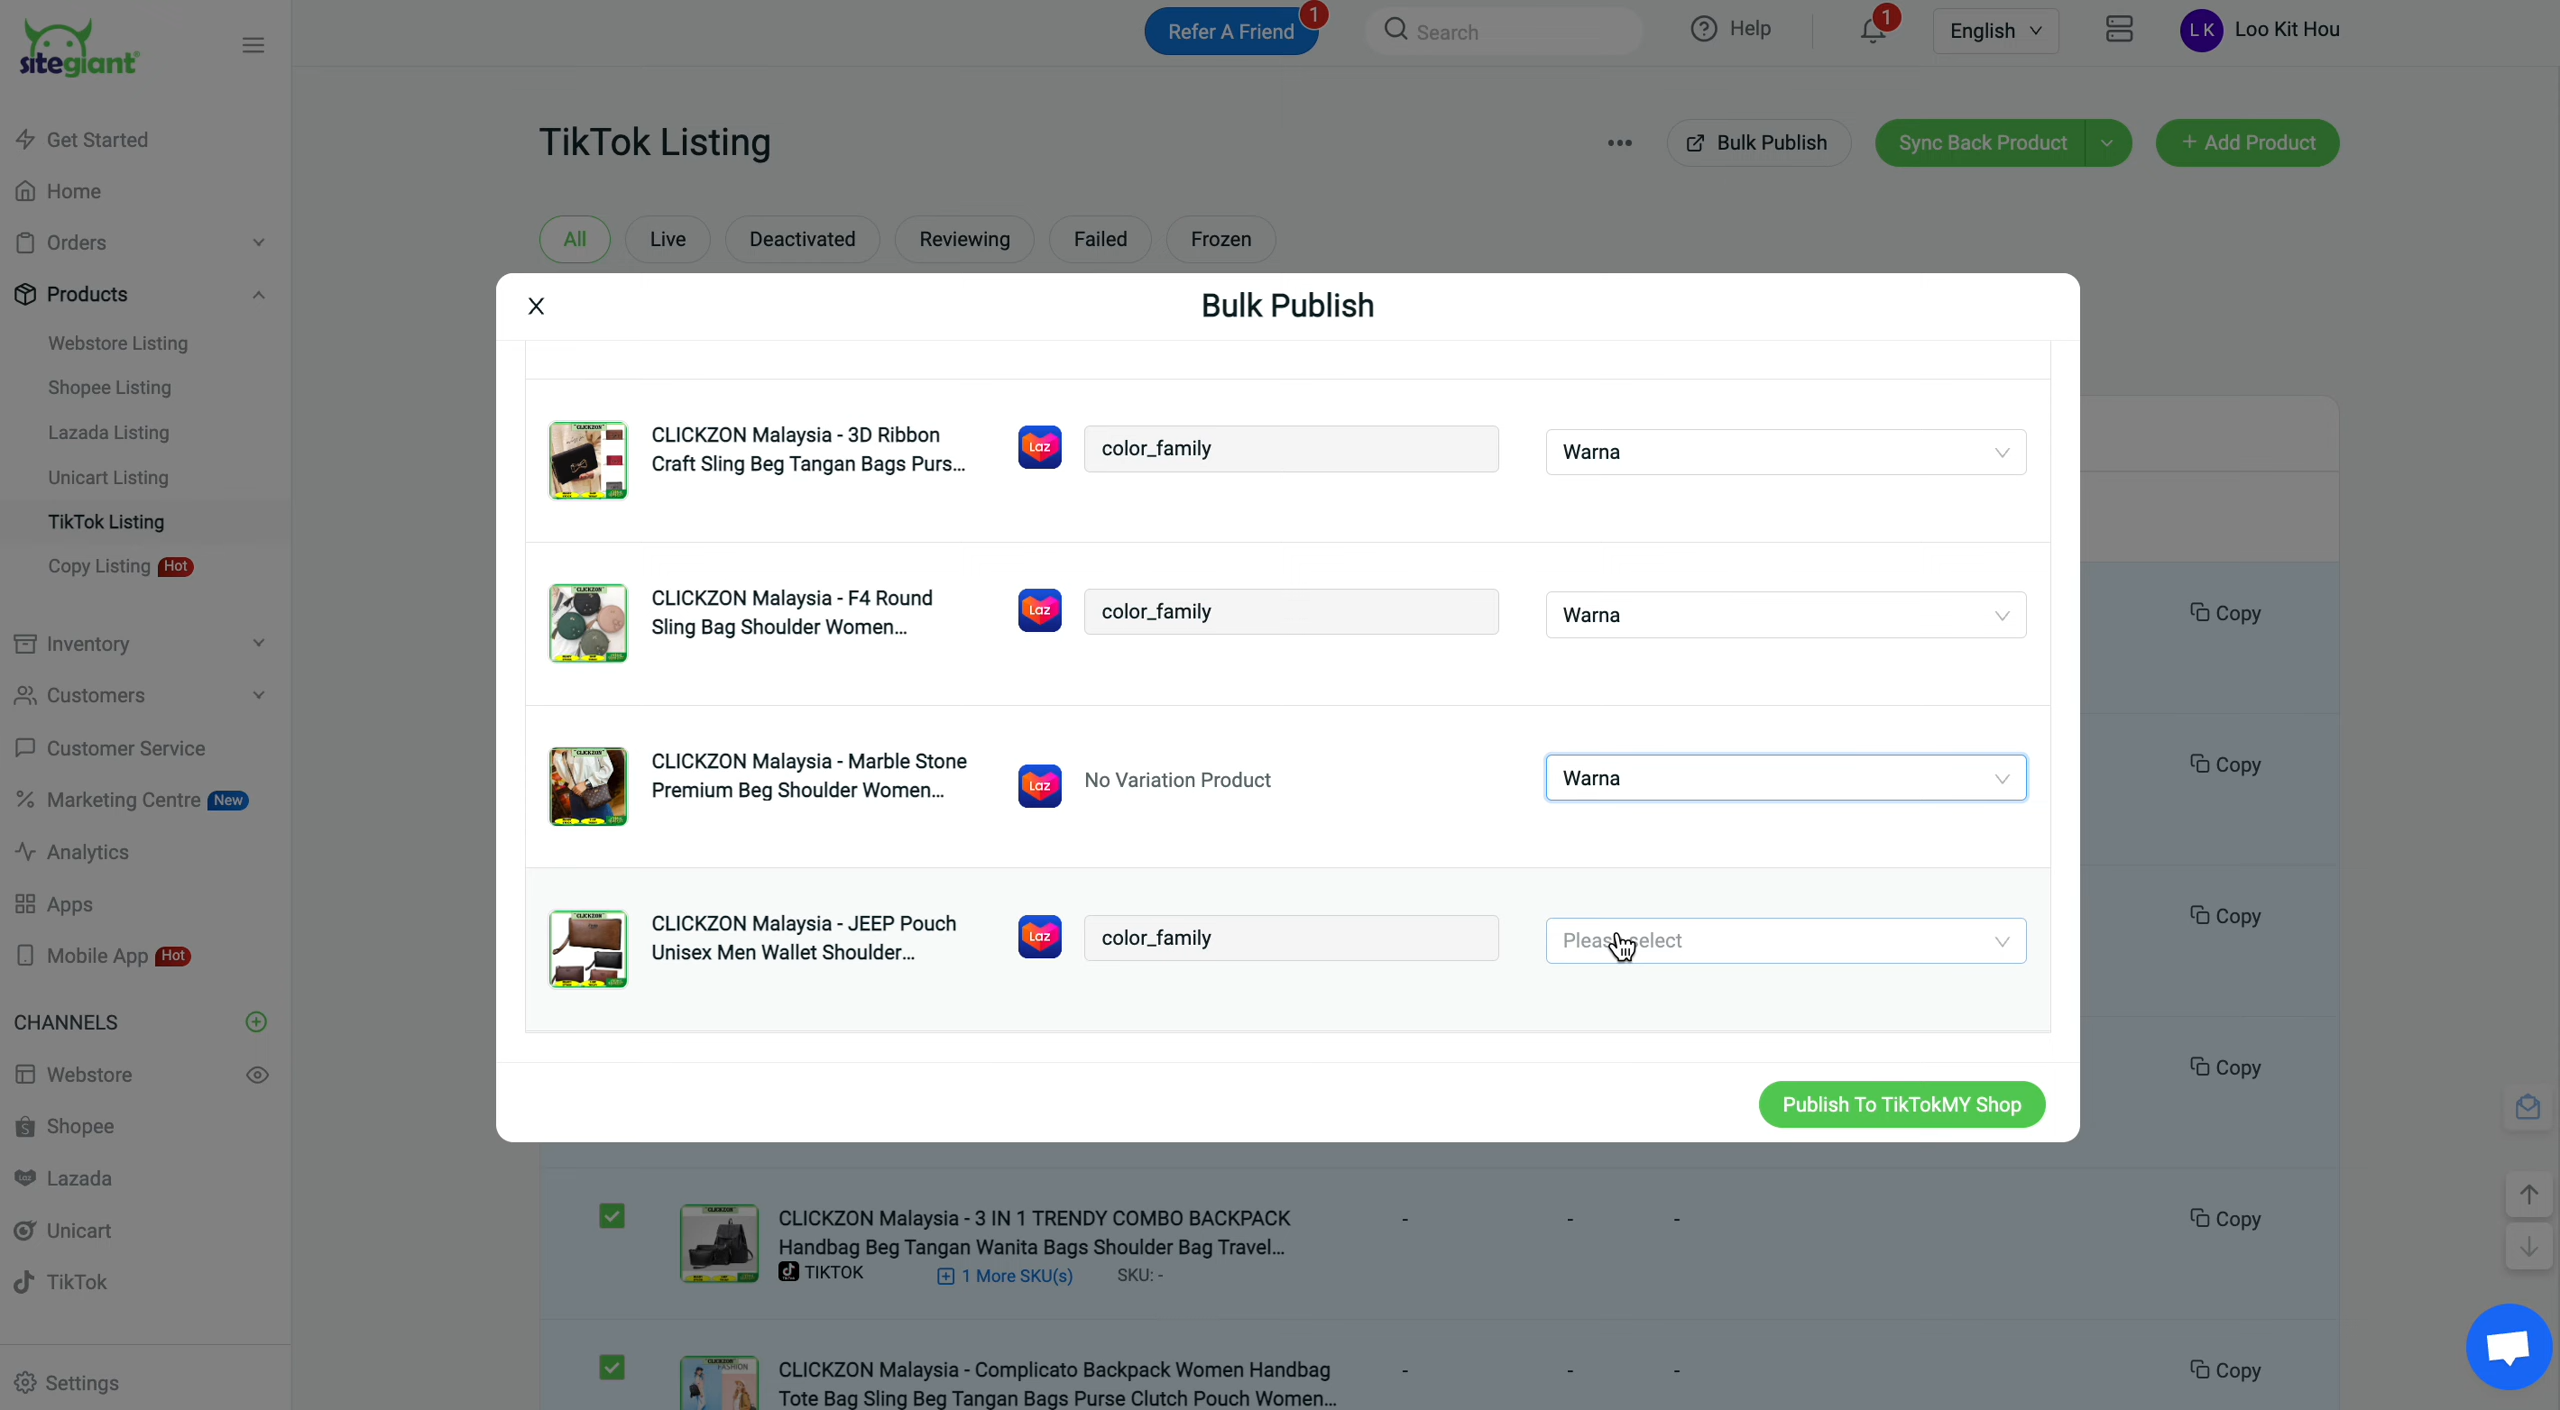 sitegiant
Refer A Friend
1
Search
Help
1
English
LK
Loo Kit Hou
Get Started
Home
Orders
Products
Webstore Listing
Shopee Listing
Lazada Listing
Unicart Listing
TikTok Listing
Copy Listing Hot
Inventory
Customers
Customer Service
Marketing Centre New
Analytics
Apps
Mobile App Hot
CHANNELS
Webstore
Shopee
Lazada
Unicart
TikTok
Settings
TikTok Listing
Bulk Publish
Sync Back Product
+ Add Product
All
Live
Deactivated
Reviewing
Failed
Frozen
X
Bulk Publish
CLICKZON Malaysia - 3D Ribbon
Craft Sling Beg Tangan Bags Purs...
Laz
color_family
Warna
CLICKZON Malaysia - F4 Round
Sling Bag Shoulder Women...
Laz
color_family
Warna
CLICKZON Malaysia - Marble Stone
Premium Beg Shoulder Women...
Laz
No Variation Product
Warna
CLICKZON Malaysia - JEEP Pouch
Unisex Men Wallet Shoulder...
Laz
color_family
Please select
Publish To TikTokMY Shop
Copy
Copy
Copy
Copy
CLICKZON Malaysia - 3 IN 1 TRENDY COMBO BACKPACK
Handbag Beg Tangan Wanita Bags Shoulder Bag Travel...
TIKTOK
1 More SKU(s)
SKU: -
-
-
-
Copy
CLICKZON Malaysia - Complicato Backpack Women Handbag
Tote Bag Sling Beg Tangan Bags Purse Clutch Pouch Women...
-
-
-
Copy